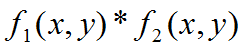 f₁(x, y) * f₂(x, y)